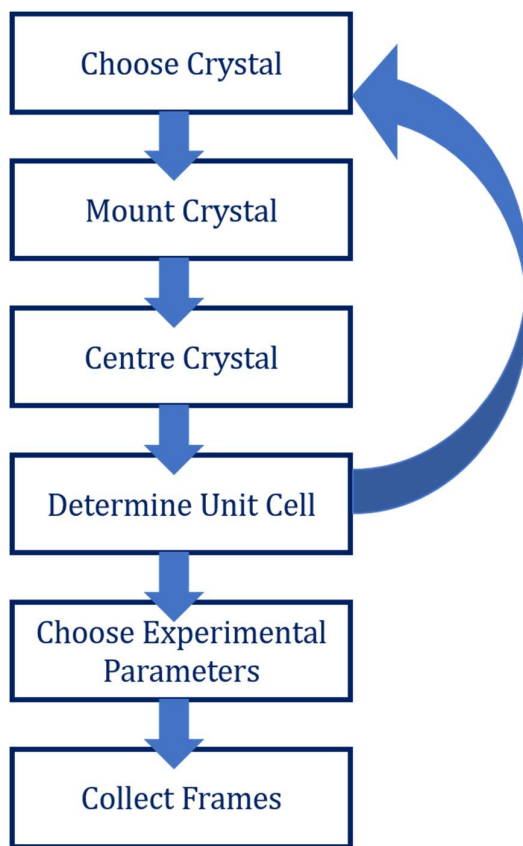 Choose Crystal
Mount Crystal
Centre Crystal
Determine Unit Cell
Choose Experimental
Parameters
Collect Frames